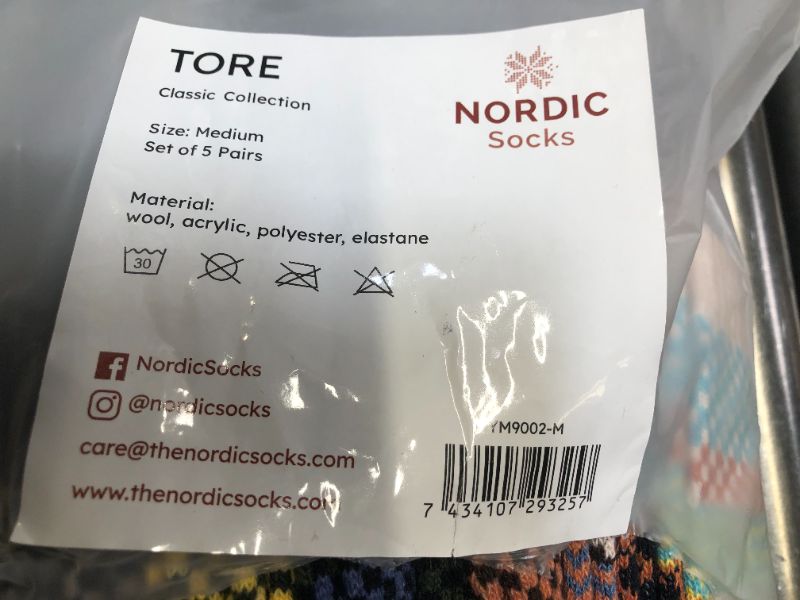 TORE
Classic Collection
Size: Medium
Set of 5 Pairs
NORDIC
Socks
Material:
wool, acrylic, polyester, elastane
30
NordicSocks
@nordicsocks
care@thenordicsocks.com
www.thenordicsocks.com
YM9002-M
7 434107 293257